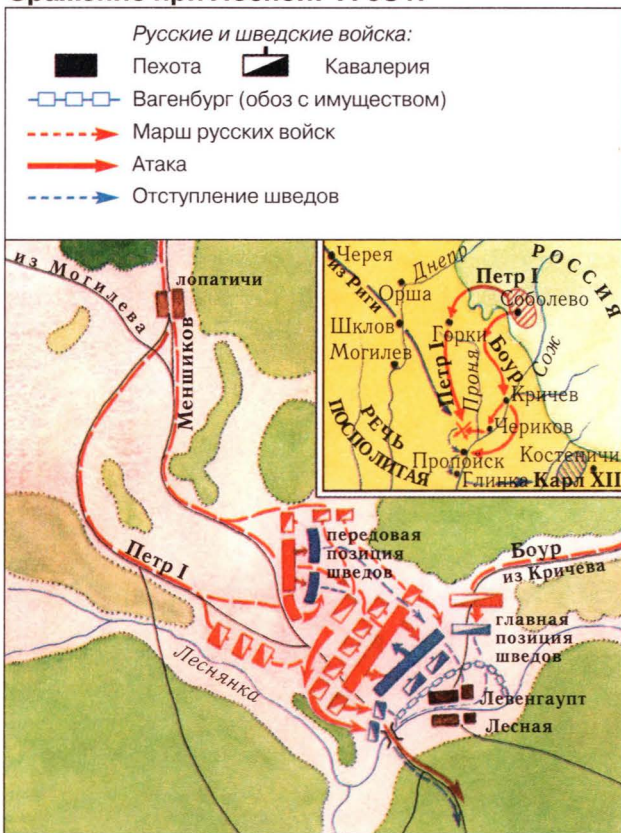 Русские и шведские войска:
Пехота
Кавалерия
Вагенбург (обоз с имуществом)
Марш русских войск
Атака
Отступление шведов
из Могилева
лопатичи
Меншиков
Петр I
Леснянка
передовая
позиция
шведов
Боур
из Кричева
главная
позиция
шведов
Левенгаупт
Лесная
Черея
из Риги
Днепр
Орша
Шклов
Могилев
РОССИЯ
Петр I
Соболево
Горки
Петр I
Проня
Боур
Сож
Кричев
Чериков
РЕЧЬ
ПОСПОЛИТАЯ
Пропойск
Глинка
Костеничи
Карл XII